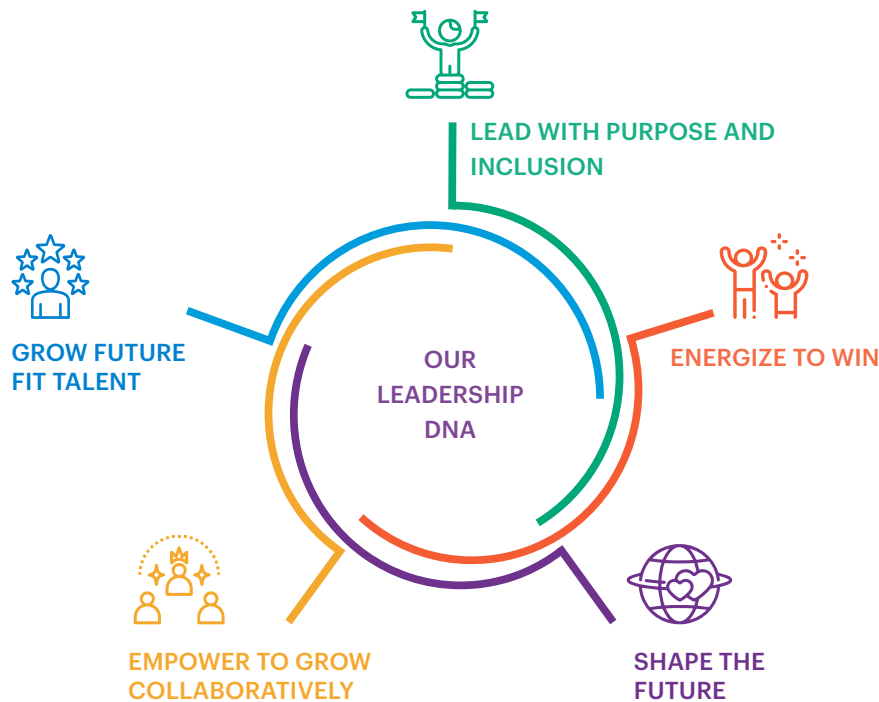 LEAD WITH PURPOSE AND
INCLUSION
ENERGIZE TO WIN
GROW FUTURE
FIT TALENT
OUR
LEADERSHIP
DNA
EMPOWER TO GROW
COLLABORATIVELY
SHAPE THE
FUTURE